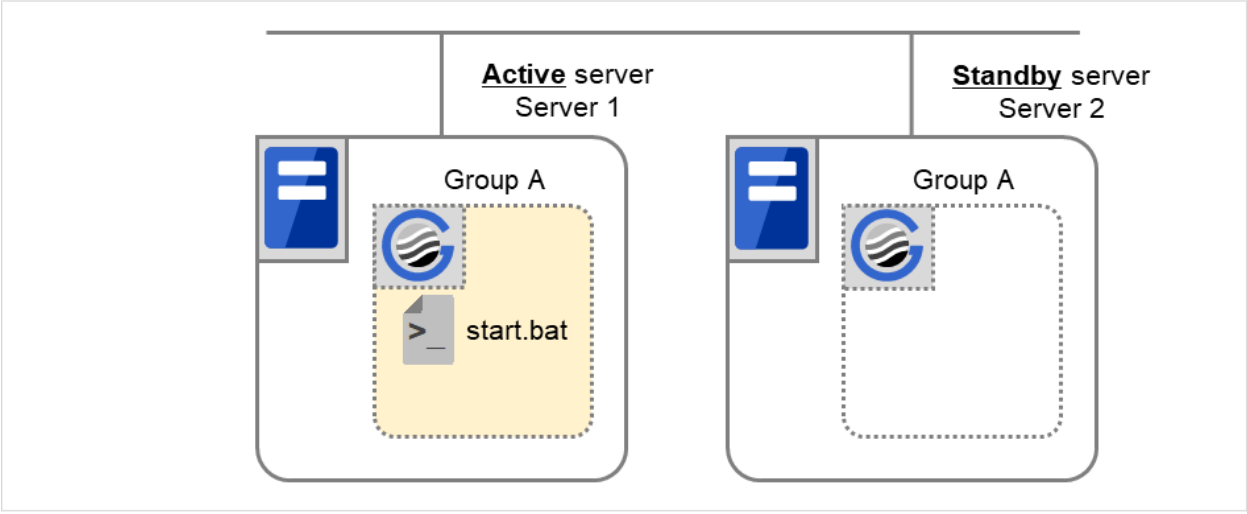 Active server
Server 1
Standby server
Server 2
Group A
Group A
>_ start.bat